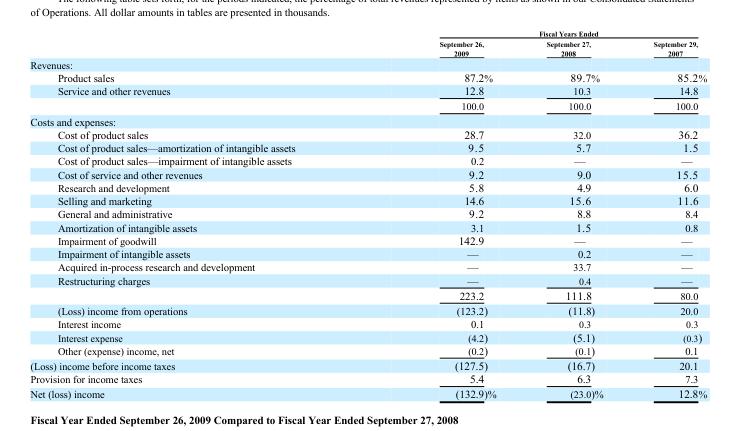 of Operations. All dollar amounts in tables are presented in thousands.
Fiscal Years Ended
September 26, 2009 September 27, 2008 September 29, 2007
Revenues:
Product sales 87.2% 89.7% 85.2%
Service and other revenues 12.8 10.3 14.8
100.0 100.0 100.0
Costs and expenses:
Cost of product sales 28.7 32.0 36.2
Cost of product sales—amortization of intangible assets 9.5 5.7 1.5
Cost of product sales—impairment of intangible assets 0.2 — —
Cost of service and other revenues 9.2 9.0 15.5
Research and development 5.8 4.9 6.0
Selling and marketing 14.6 15.6 11.6
General and administrative 9.2 8.8 8.4
Amortization of intangible assets 3.1 1.5 0.8
Impairment of goodwill 142.9 — —
Impairment of intangible assets — 0.2 —
Acquired in-process research and development — 33.7 —
Restructuring charges — 0.4 —
223.2 111.8 80.0
(Loss) income from operations (123.2) (11.8) 20.0
Interest income 0.1 0.3 0.3
Interest expense (4.2) (5.1) (0.3)
Other (expense) income, net (0.2) (0.1) 0.1
(Loss) income before income taxes (127.5) (16.7) 20.1
Provision for income taxes 5.4 6.3 7.3
Net (loss) income (132.9)% (23.0)% 12.8%
Fiscal Year Ended September 26, 2009 Compared to Fiscal Year Ended September 27, 2008